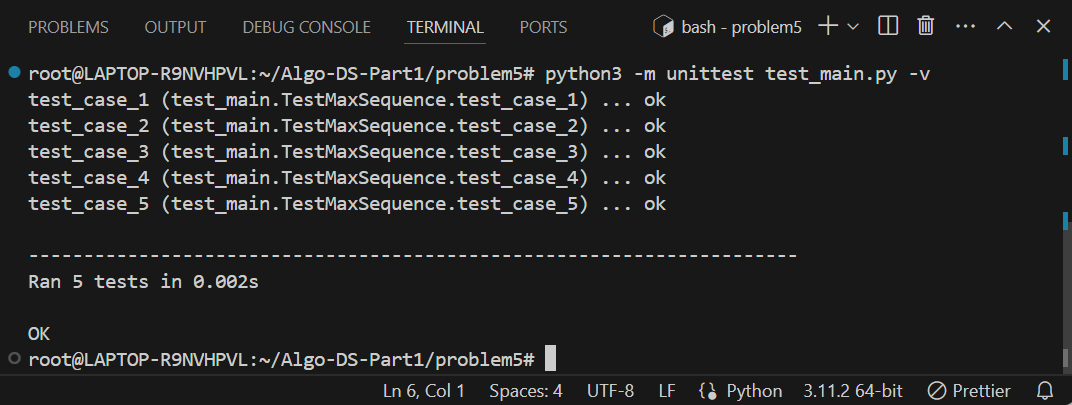 PROBLEMS OUTPUT DEBUG CONSOLE TERMINAL PORTS bash - problem5
root@LAPTOP-R9NVHPVL:~/Algo-DS-Part1/problem5# python3 -m unittest test_main.py -v
test_case_1 (test_main.TestMaxSequence.test_case_1) ... ok
test_case_2 (test_main.TestMaxSequence.test_case_2) ... ok
test_case_3 (test_main.TestMaxSequence.test_case_3) ... ok
test_case_4 (test_main.TestMaxSequence.test_case_4) ... ok
test_case_5 (test_main.TestMaxSequence.test_case_5) ... ok
----------------------------------------------------------------------
Ran 5 tests in 0.002s
OK
root@LAPTOP-R9NVHPVL:~/Algo-DS-Part1/problem5#
Ln 6, Col 1 Spaces: 4 UTF-8 LF Python 3.11.2 64-bit Prettier